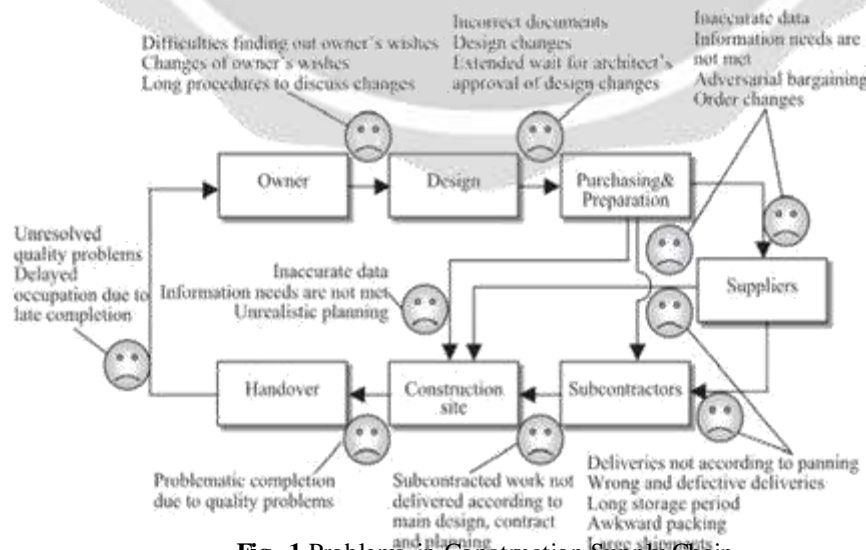 Difficulties finding out owner's wishes
Changes of owner's wishes
Long procedures to discuss changes
Incorrect documents
Design changes
Extended wait for architect's
approval of design changes
Inaccurate data
Information needs are
not met
Adversarial bargaining
Order changes
Owner
Design
Purchasing&
Preparation
Unresolved
quality problems
Delayed
occupation due to
late completion
Inaccurate data
Information needs are not met
Unrealistic planning
Suppliers
Handover
Construction
site
Subcontractors
Problematic completion
due to quality problems
Subcontracted work not
delivered according to
main design, contract
and planning
Deliveries not according to panning
Wrong and defective deliveries
Long storage period
Awkward packing
Large shipments
Fig. 1 Problems in Construction Supply Chain